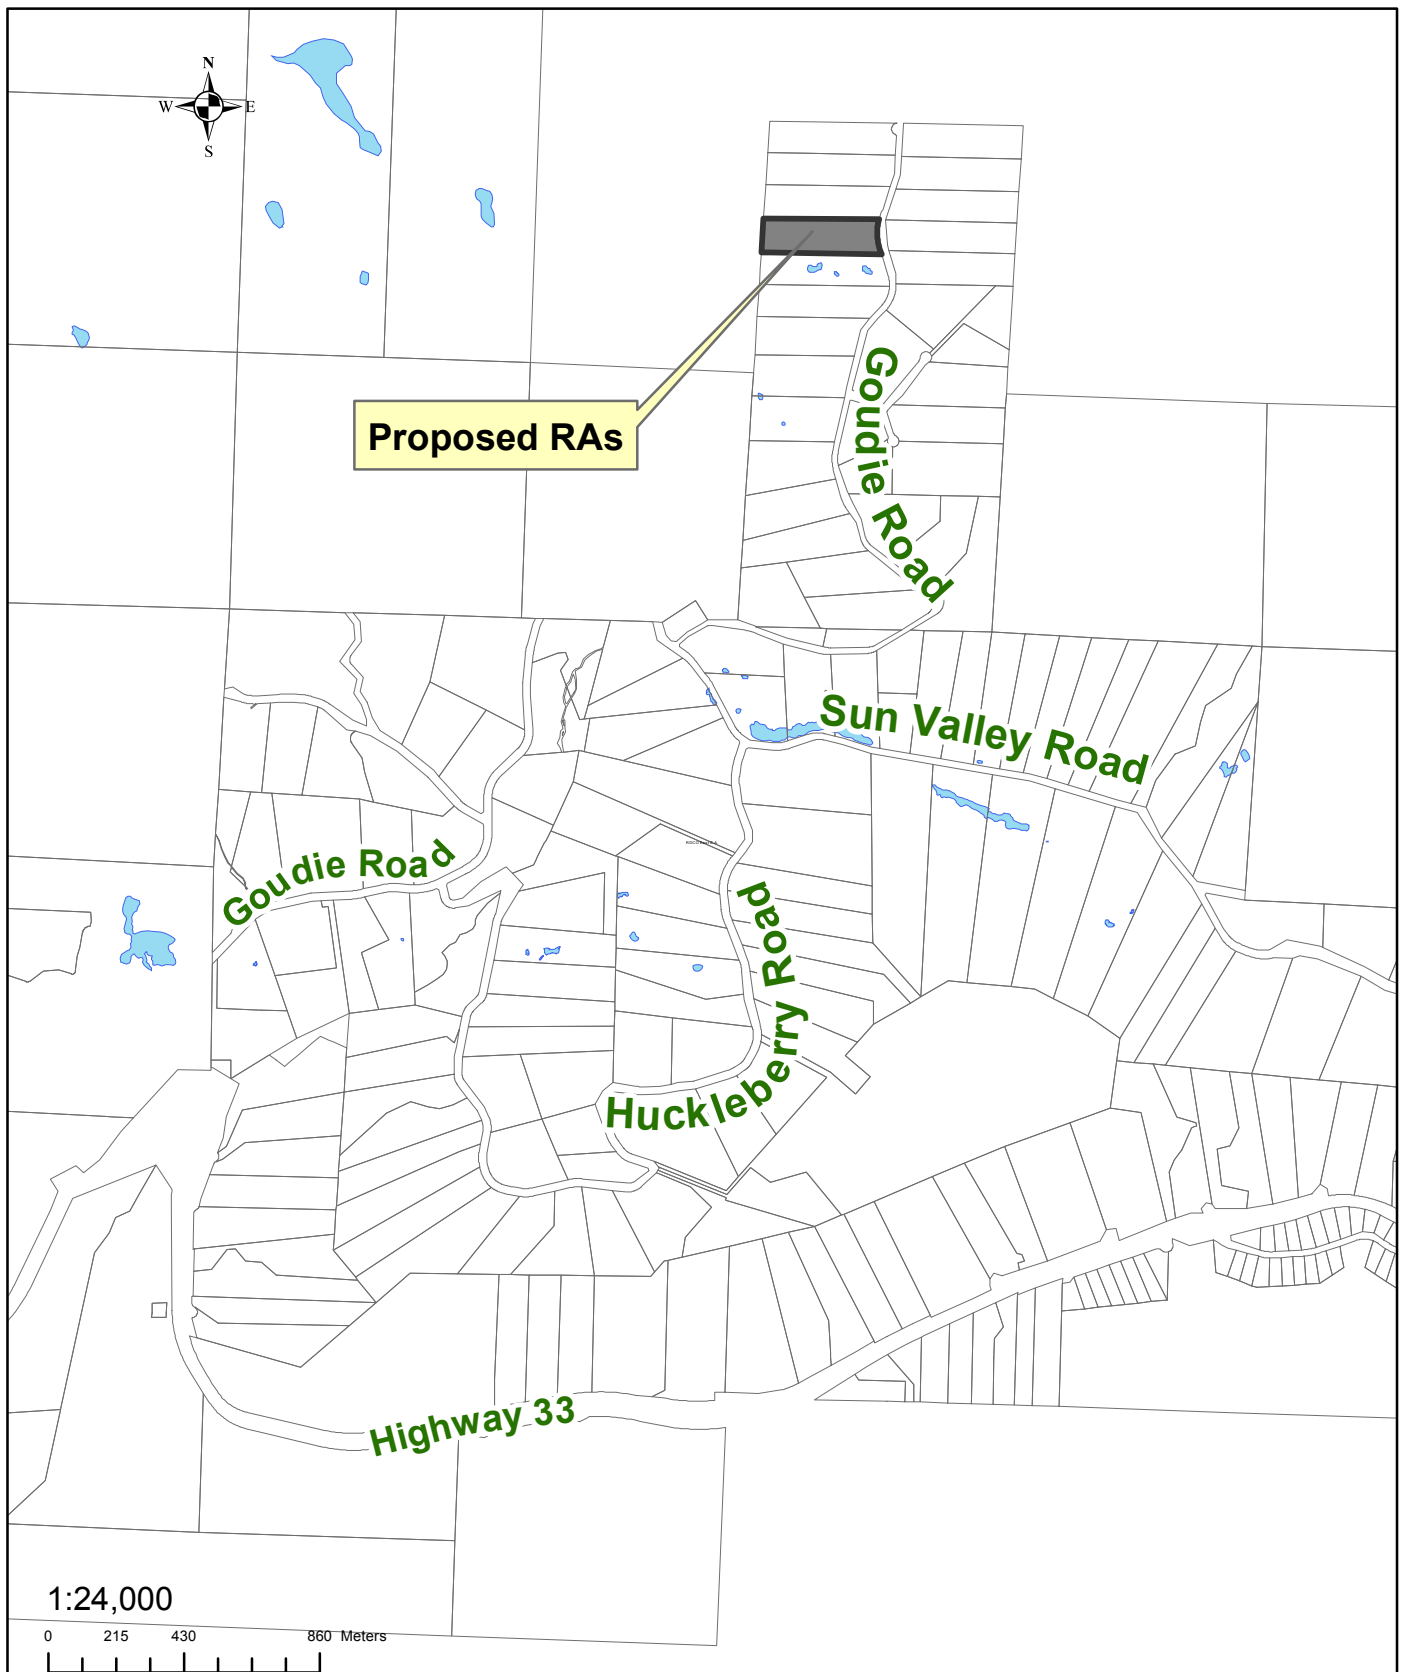 N
W E
S
Proposed RAs
Goudie Road
Sun Valley Road
Goudie Road
Huckleberry Road
Highway 33
1:24,000
0 215 430 860 Meters